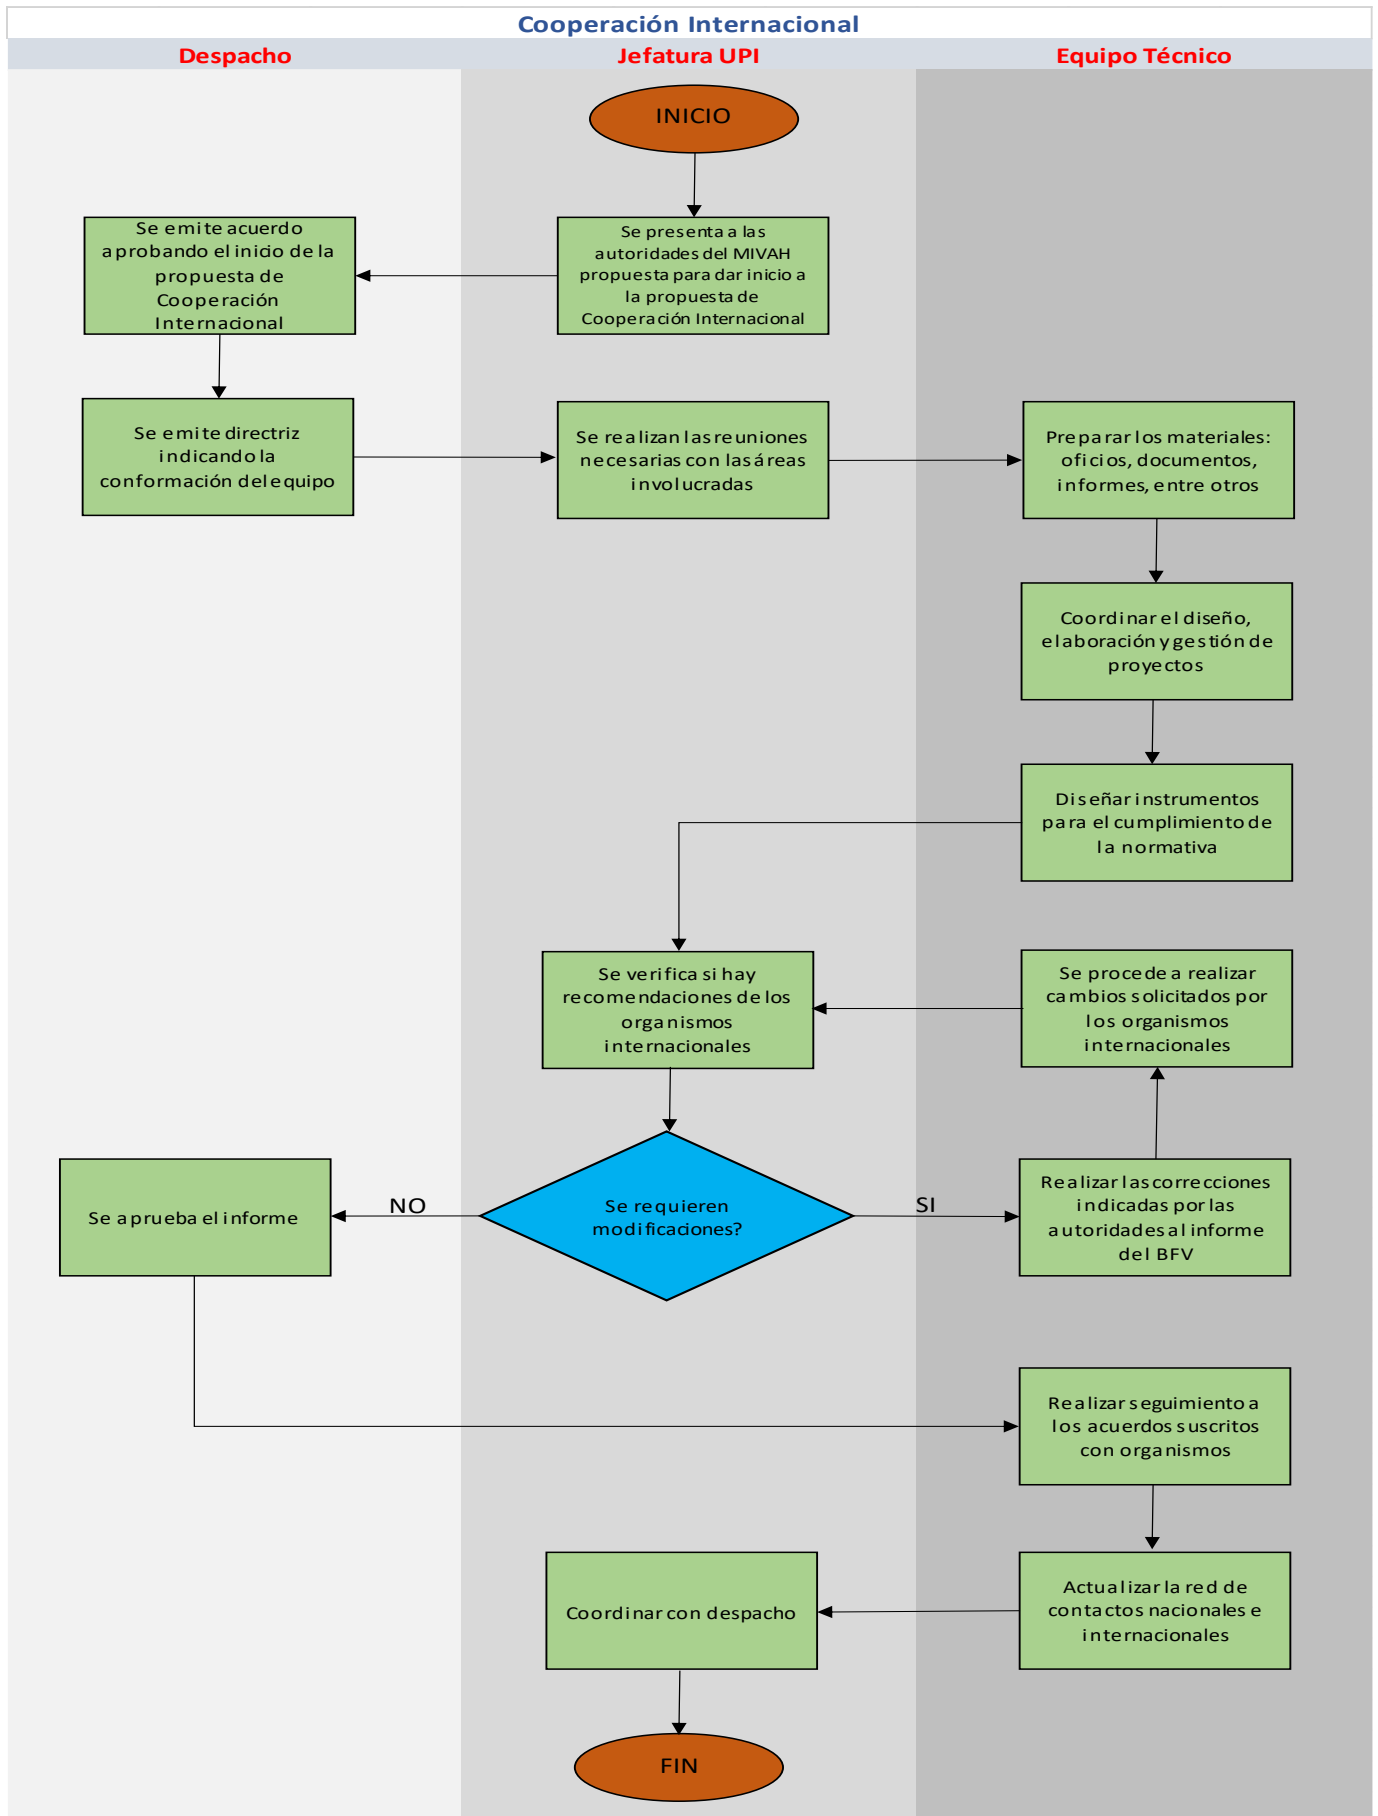 Cooperación Internacional
Despacho
Jefatura UPI
Equipo Técnico
INICIO
Se presenta a las
autoridades del MIVAH
propuesta para dar inicio a
la propuesta de
Cooperación Internacional
Se emite acuerdo
aprobando el inicio de la
propuesta de
Cooperación
Internacional
Se emite directriz
indicando la
conformación del equipo
Se realizan las reuniones
necesarias con las áreas
involucradas
Preparar los materiales:
oficios, documentos,
informes, entre otros
Coordinar el diseño,
elaboración y gestión de
proyectos
Diseñar instrumentos
para el cumplimiento de
la normativa
Se verifica si hay
recomendaciones de los
organismos
internacionales
Se procede a realizar
cambios solicitados por
los organismos
internacionales
Se requieren
modificaciones?
NO
SI
Se aprueba el informe
Realizar las correcciones
indicadas por las
autoridades al informe
del BFV
Realizar seguimiento a
los acuerdos suscritos
con organismos
Actualizar la red de
contactos nacionales e
internacionales
Coordinar con despacho
FIN